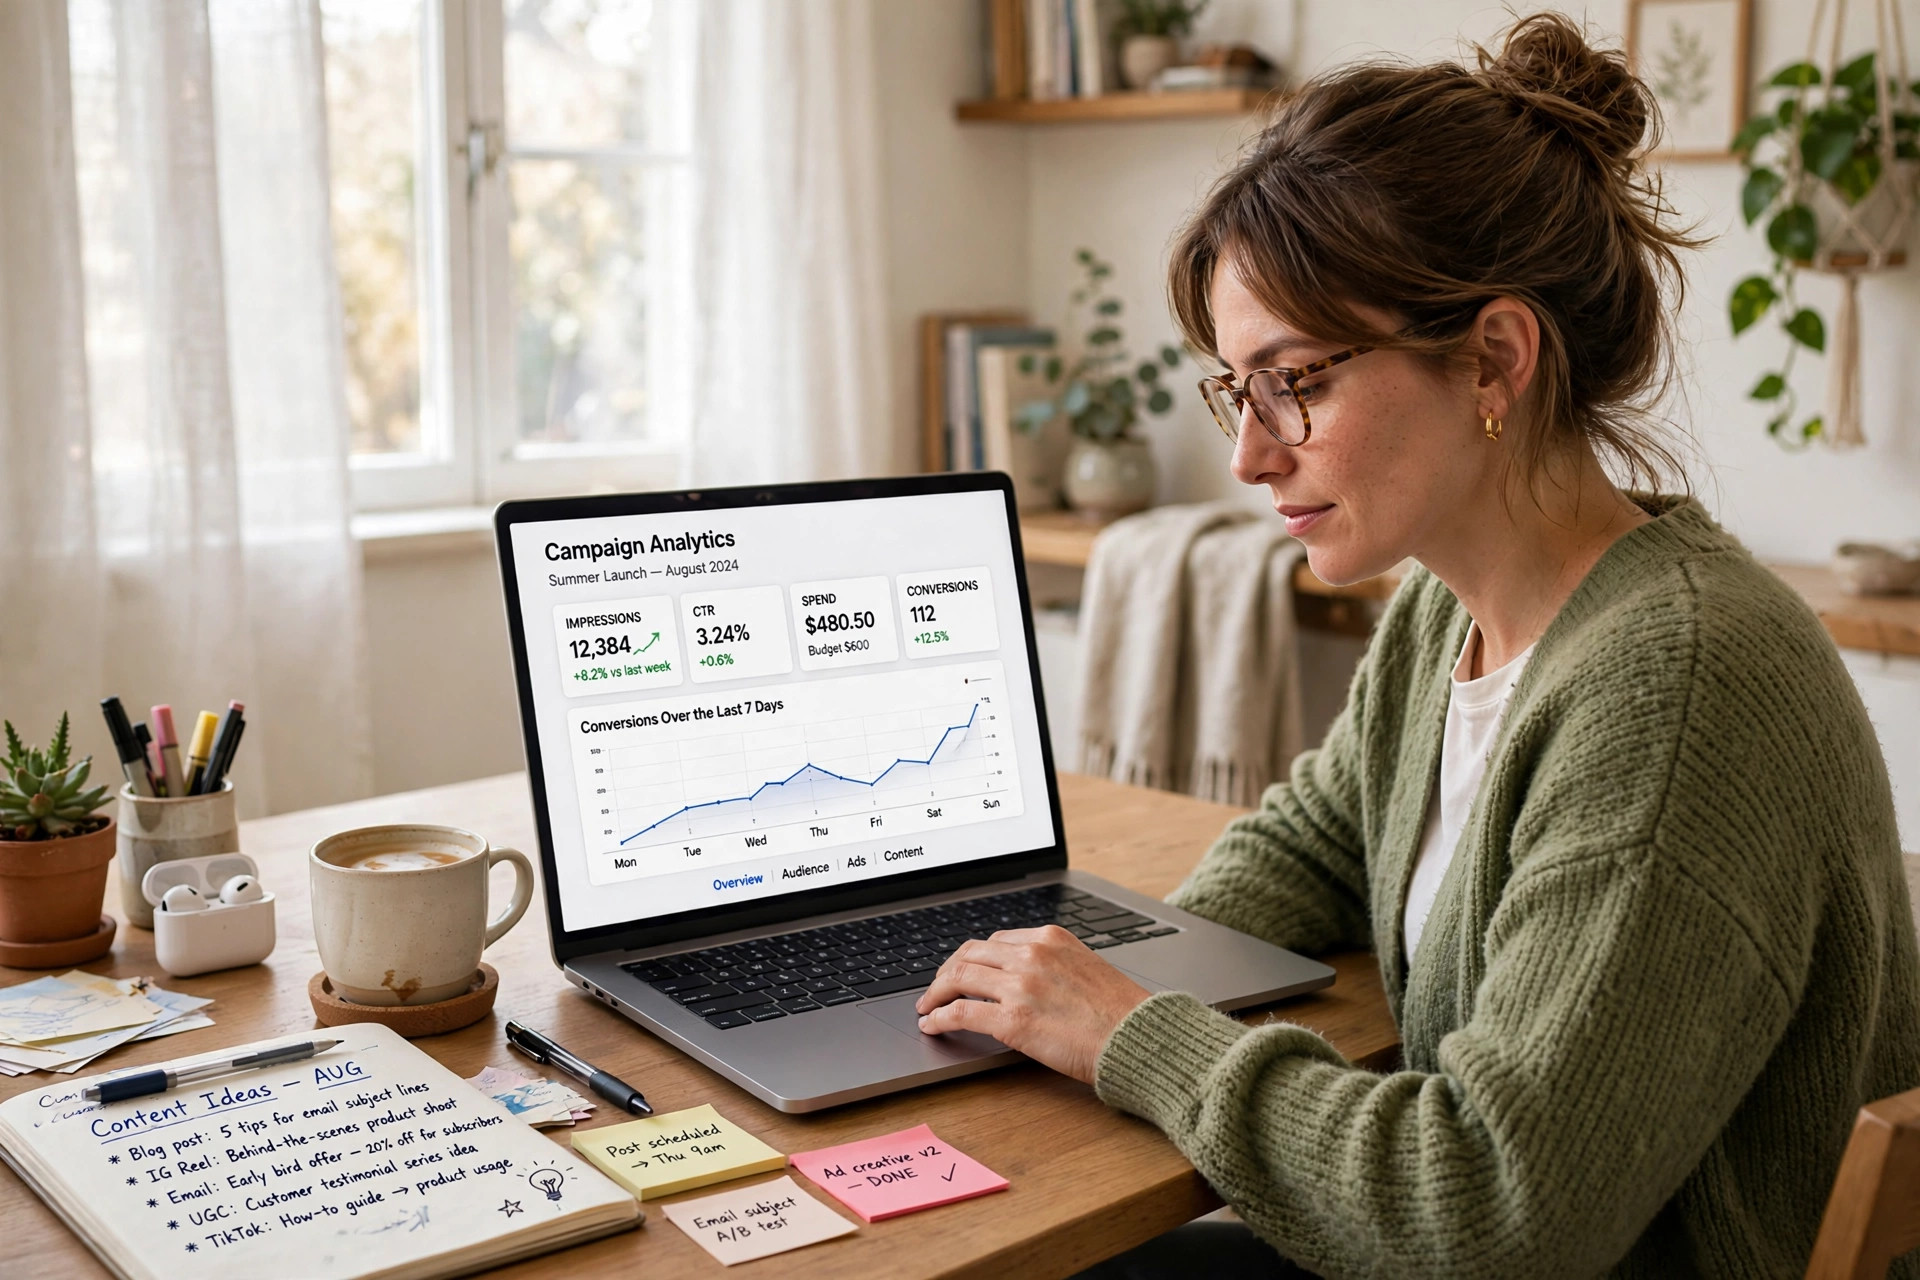 Campaign Analytics
Summer Launch — August 2024
IMPRESSIONS
12,384
+8.2% vs last week
CTR
3.24%
+0.6%
SPEND
$480.50
Budget $600
CONVERSIONS
112
+12.5%
Conversions Over the Last 7 Days
Mon Tue Wed Thu Fri Sat Sun
Overview | Audience | Ads | Content
Content Ideas — AUG
* Blog post: 5 tips for email subject lines
* IG Reel: Behind-the-scenes product shoot
* Email: Early bird offer — 20% off for subscribers
* UGC: Customer testimonial series idea
* TikTok: How-to guide → product usage
Post scheduled
→ Thu 9am
Ad creative v2
— DONE ✓
Email subject
A/B test